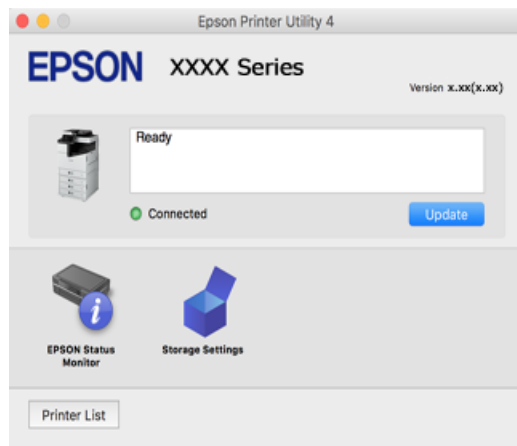 Epson Printer Utility 4
EPSON XXXX Series
Version x.xx(x.xx)
Ready
Connected
Update
EPSON Status
Monitor
Storage Settings
Printer List